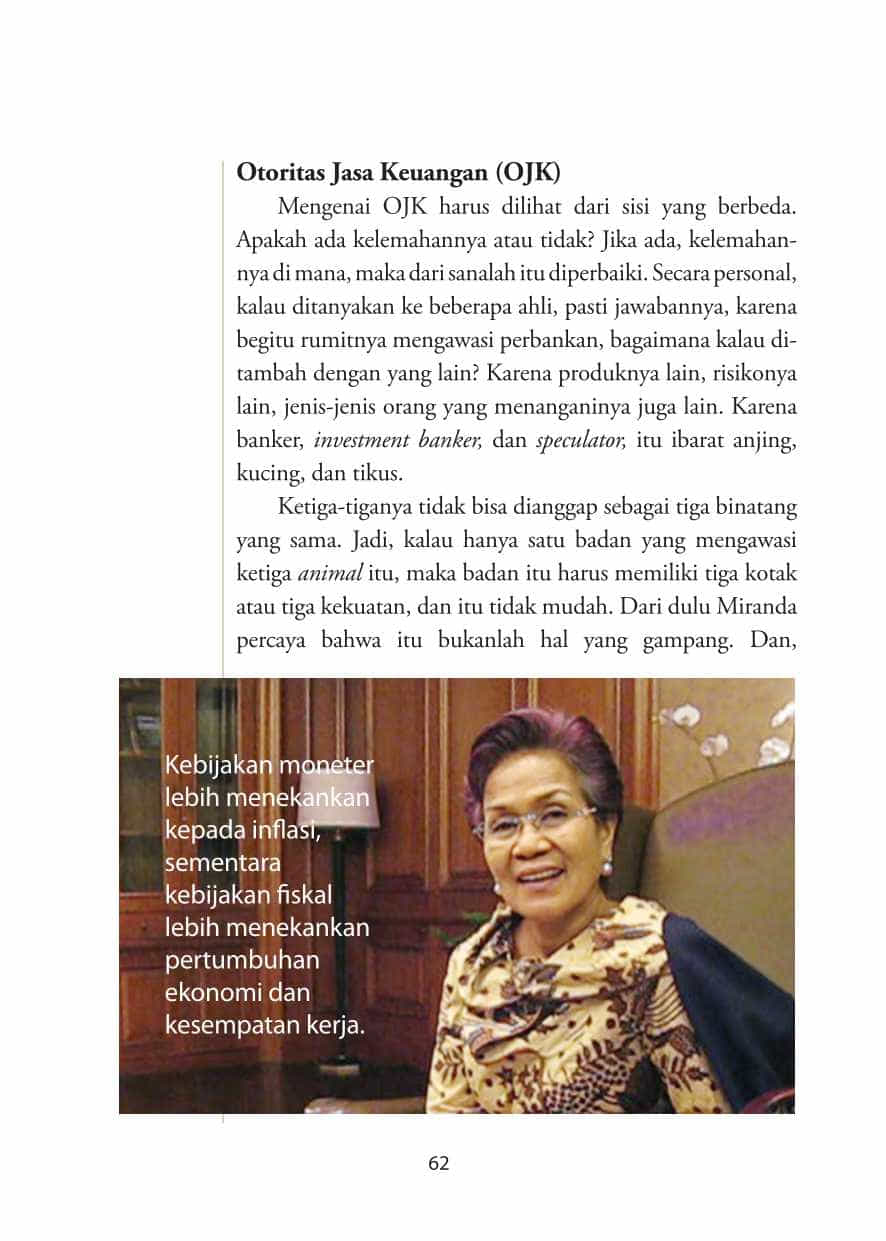 Otoritas Jasa Keuangan (OJK)
Mengenai OJK harus dilihat dari sisi yang berbeda.
Apakah ada kelemahannya atau tidak? Jika ada, kelemahan-
nya di mana, maka dari sanalah itu diperbaiki. Secara personal,
kalau ditanyakan ke beberapa ahli, pasti jawabannya, karena
begitu rumitnya mengawasi perbankan, bagaimana kalau di-
tambah dengan yang lain? Karena produknya lain, risikonya
lain, jenis-jenis orang yang menanganinya juga lain. Karena
banker, investment banker, dan speculator, itu ibarat anjing,
kucing, dan tikus.
Ketiga-tiganya tidak bisa dianggap sebagai tiga binatang
yang sama. Jadi, kalau hanya satu badan yang mengawasi
ketiga animal itu, maka badan itu harus memiliki tiga kotak
atau tiga kekuatan, dan itu tidak mudah. Dari dulu Miranda
percaya bahwa itu bukanlah hal yang gampang. Dan,
Kebijakan moneter
lebih menekankan
kepada inflasi,
sementara
kebijakan fiskal
lebih menekankan
pertumbuhan
ekonomi dan
kesempatan kerja.
62